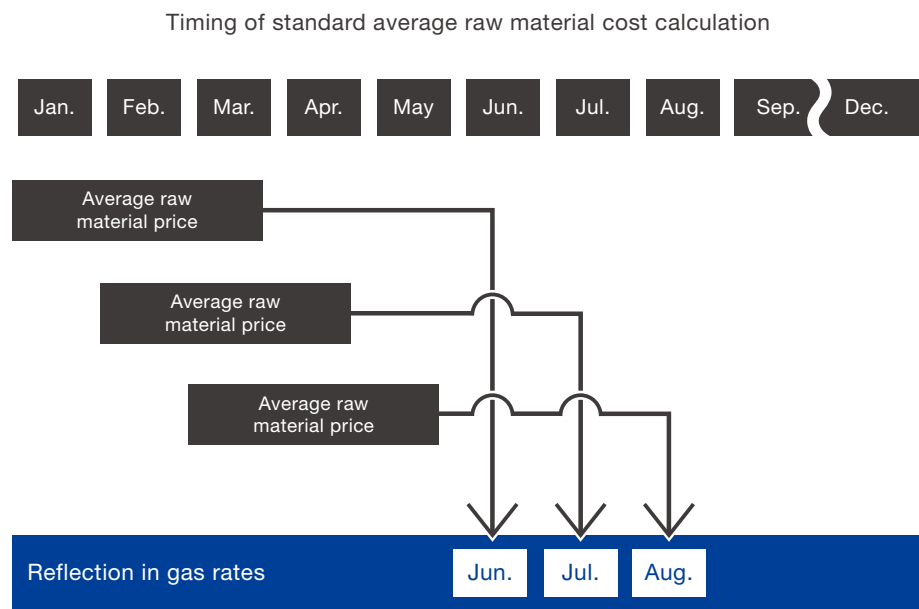 Timing of standard average raw material cost calculation
Jan. Feb. Mar. Apr. May Jun. Jul. Aug. Sep. Dec.
Average raw
material price
Average raw
material price
Average raw
material price
Reflection in gas rates Jun. Jul. Aug.